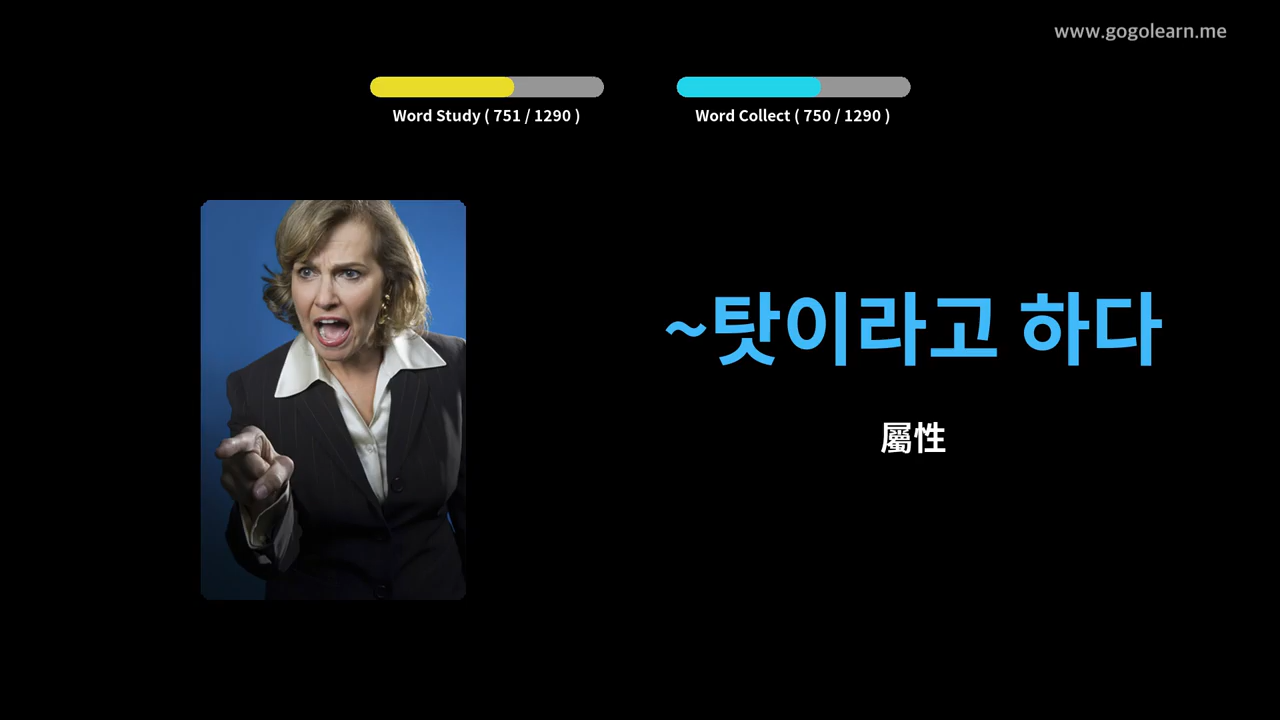 www.gogolearn.me
Word Study ( 751 / 1290 )
Word Collect ( 750 / 1290 )
~탓이라고 하다
屬性